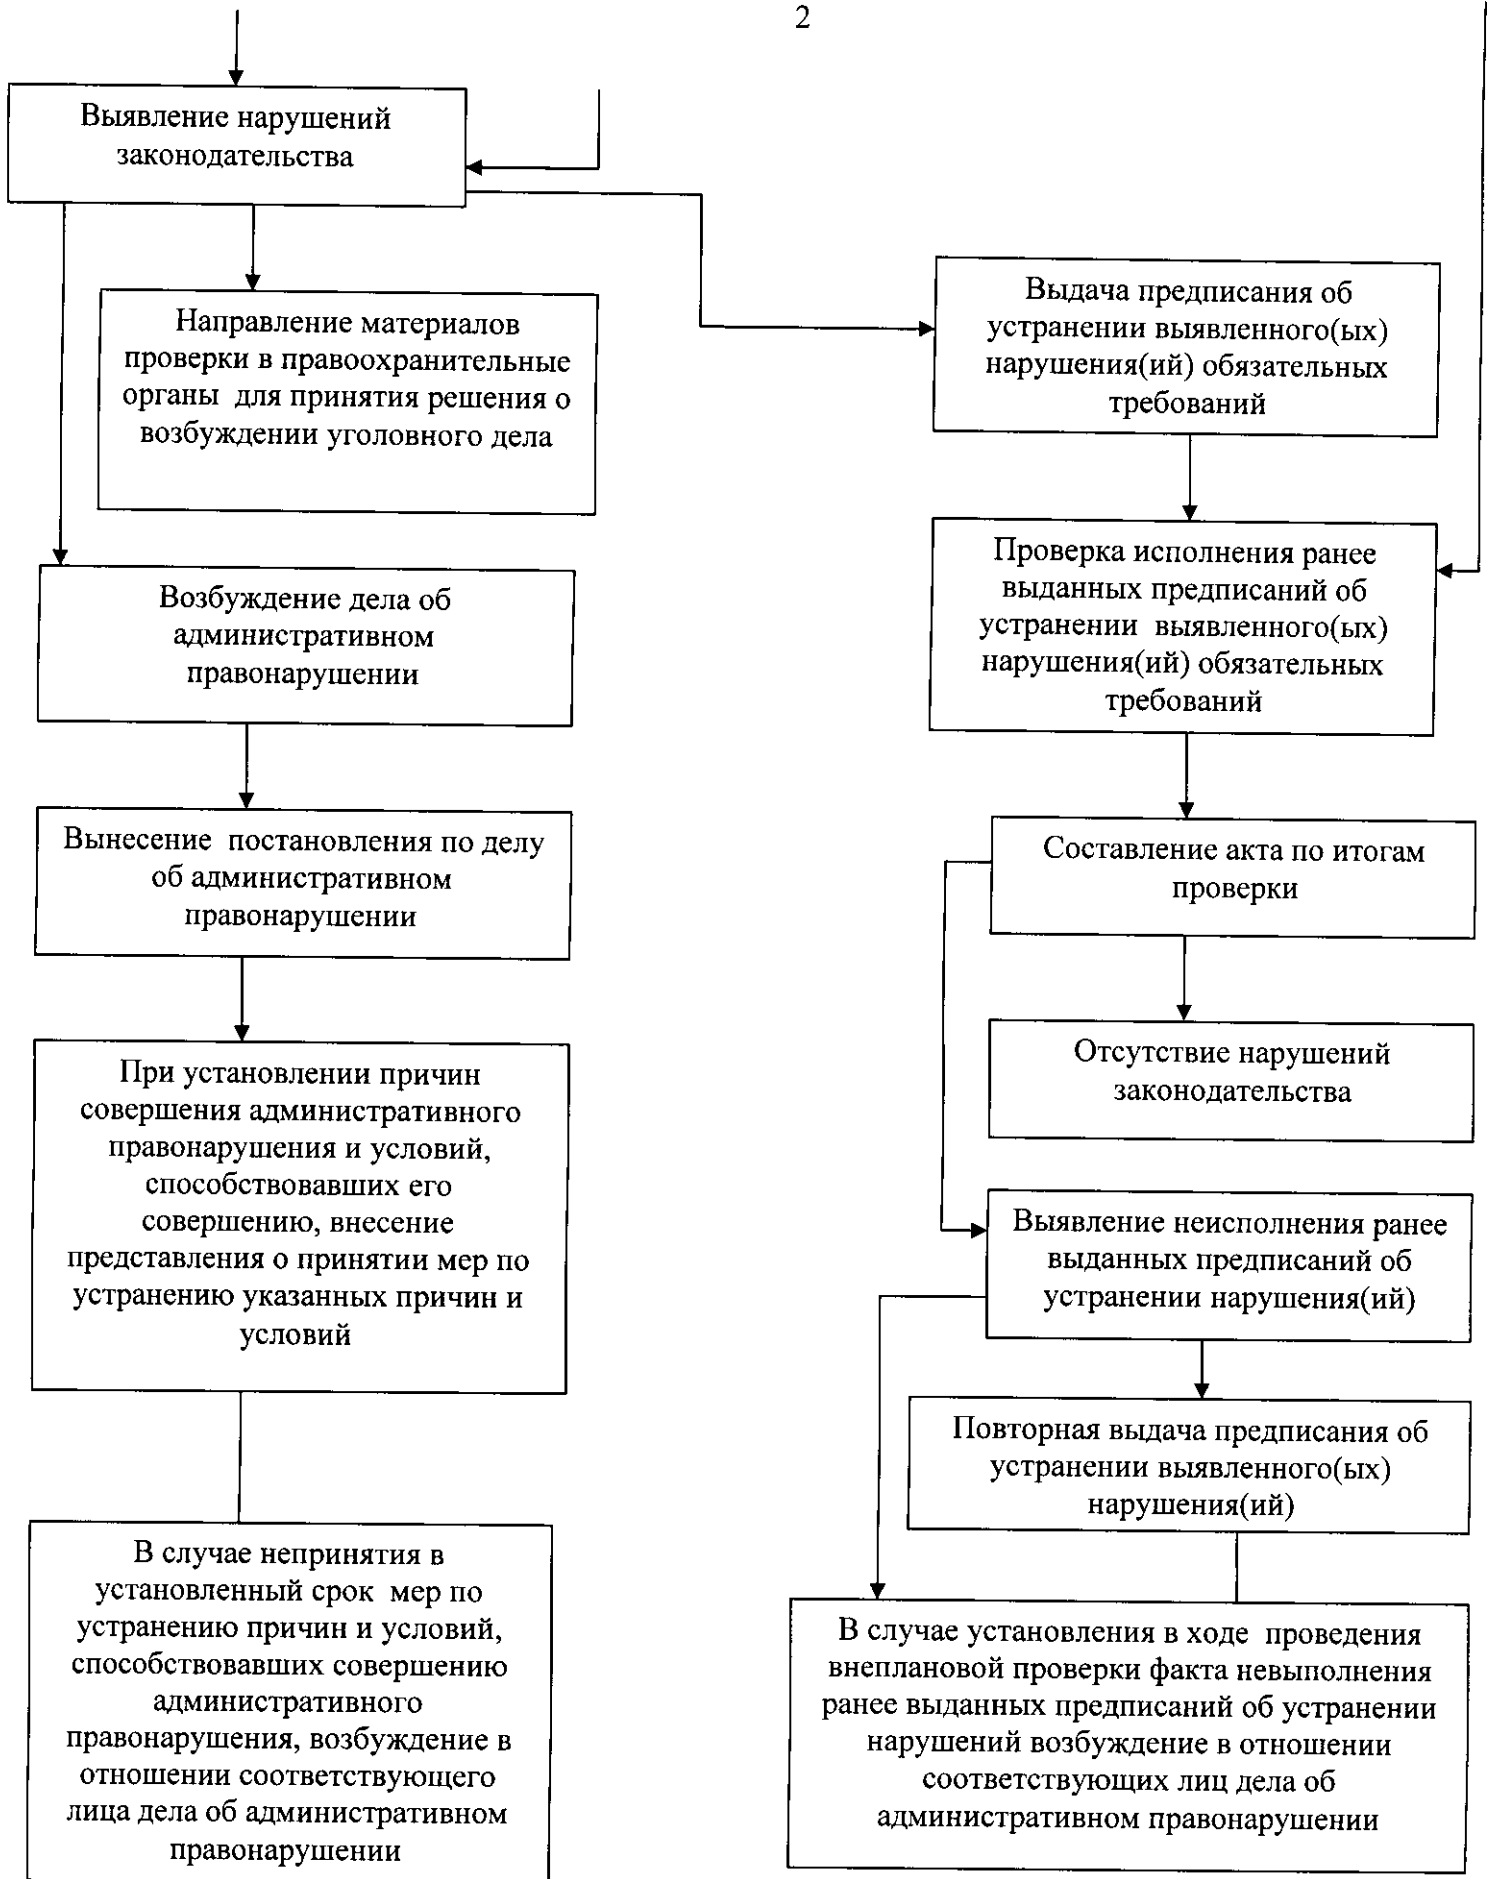 2
Выявление нарушений
законодательства
Направление материалов
проверки в правоохранительные
органы для принятия решения о
возбуждении уголовного дела
Выдача предписания об
устранении выявленного(ых)
нарушения(ий) обязательных
требований
Возбуждение дела об
административном
правонарушении
Проверка исполнения ранее
выданных предписаний об
устранении выявленного(ых)
нарушения(ий) обязательных
требований
Вынесение постановления по делу
об административном
правонарушении
Составление акта по итогам
проверки
При установлении причин
совершения административного
правонарушения и условий,
способствовавших его
совершению, внесение
представления о принятии мер по
устранению указанных причин и
условий
Отсутствие нарушений
законодательства
Выявление неисполнения ранее
выданных предписаний об
устранении нарушения(ий)
Повторная выдача предписания об
устранении выявленного(ых)
нарушения(ий)
В случае непринятия в
установленный срок мер по
устранению причин и условий,
способствовавших совершению
административного
правонарушения, возбуждение в
отношении соответствующего
лица дела об административном
правонарушении
В случае установления в ходе проведения
внеплановой проверки факта невыполнения
ранее выданных предписаний об устранении
нарушений возбуждение в отношении
соответствующих лиц дела об
административном правонарушении